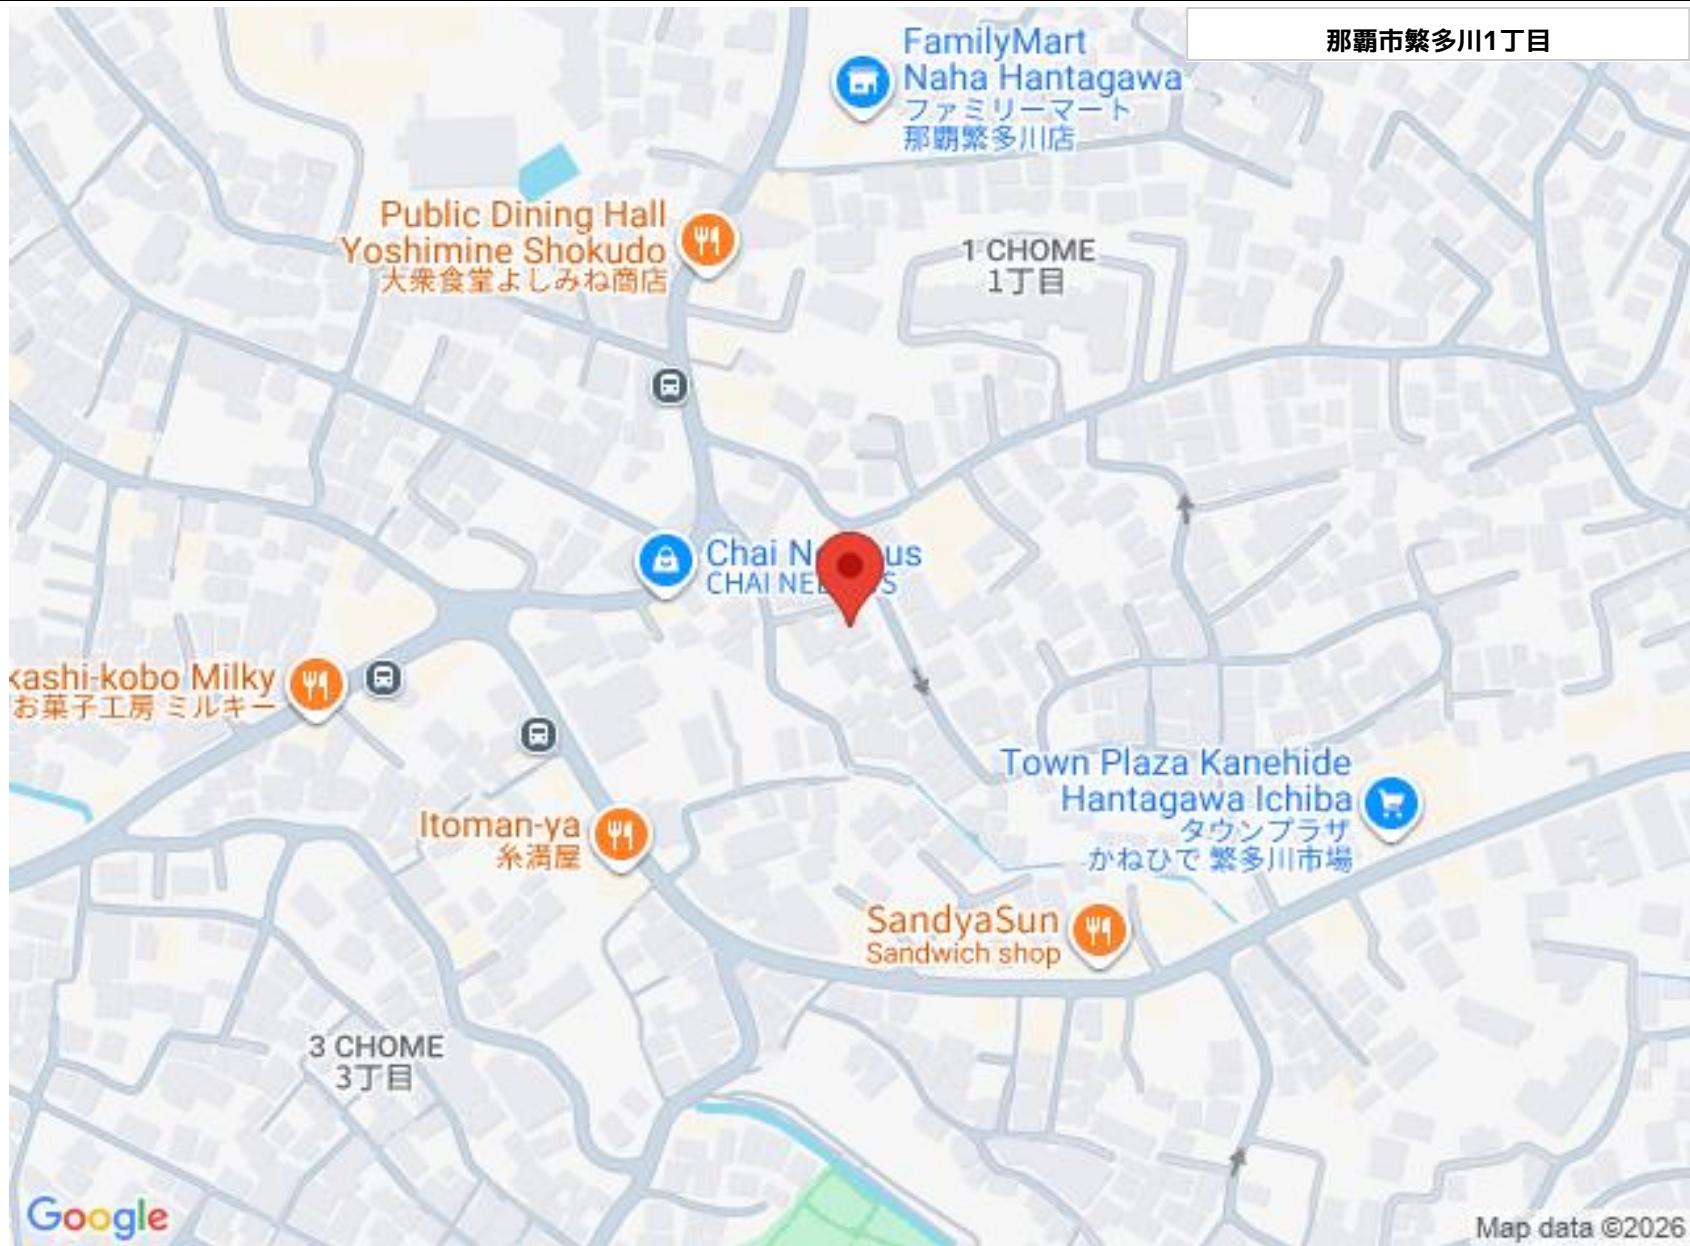 那覇市繁多川1丁目
FamilyMart
Naha Hantagawa
ファミリーマート
那覇繁多川店
Public Dining Hall
Yoshimine Shokudo
大衆食堂よしみね商店
1 CHOME
1丁目
Chai N
us
CHAI NEE
S
kashi-kobo Milky
お菓子工房 ミルキー
Town Plaza Kanehide
Hantagawa Ichiba
タウンプラザ
かねひで 繁多川市場
Itoman-ya
糸満屋
SandyaSun
Sandwich shop
3 CHOME
3丁目
Google
Map data ©2026